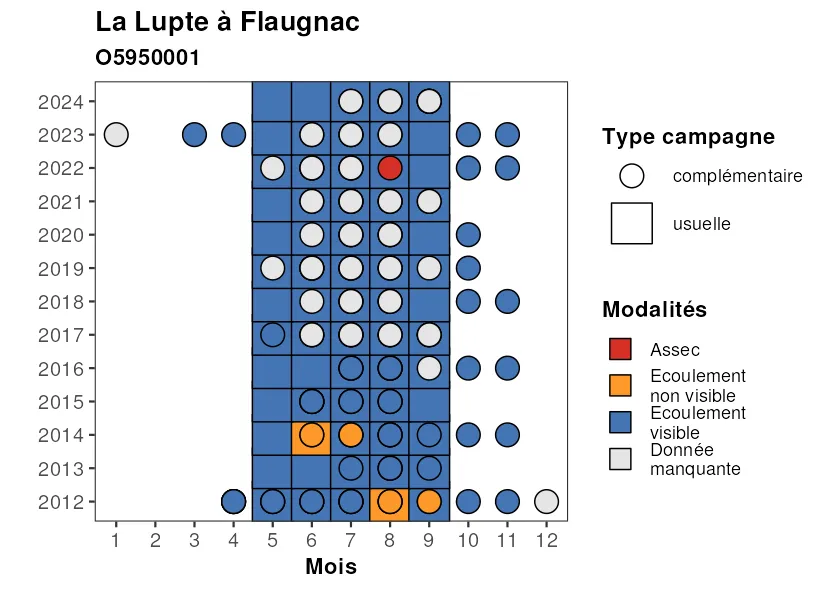 La Lupte à Flaugnac
O5950001
2024
2023
2022
2021
2020
2019
2018
2017
2016
2015
2014
2013
2012
1 2 3 4 5 6 7 8 9 10 11 12
Mois
Type campagne
complémentaire
usuelle
Modalités
Assec
Ecoulement
non visible
Ecoulement
visible
Donnée
manquante